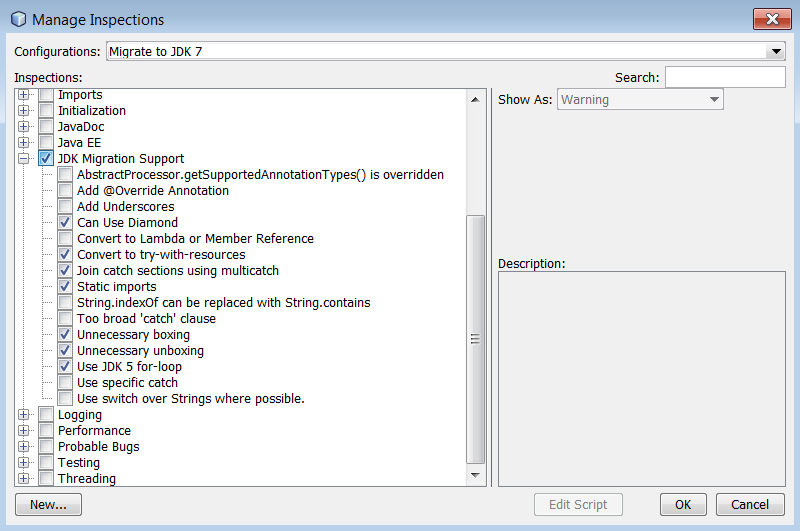 Manage Inspections
Configurations: Migrate to JDK 7
Inspections:
Search:
Imports
Initialization
JavaDoc
Java EE
JDK Migration Support
AbstractProcessor.getSupportedAnnotationTypes() is overridden
Add @Override Annotation
Add Underscores
Can Use Diamond
Convert to Lambda or Member Reference
Convert to try-with-resources
Join catch sections using multicatch
Static imports
String.indexOf can be replaced with String.contains
Too broad 'catch' clause
Unnecessary boxing
Unnecessary unboxing
Use JDK 5 for-loop
Use specific catch
Use switch over Strings where possible.
Logging
Performance
Probable Bugs
Testing
Threading
Show As: Warning
Description:
New... Edit Script OK Cancel